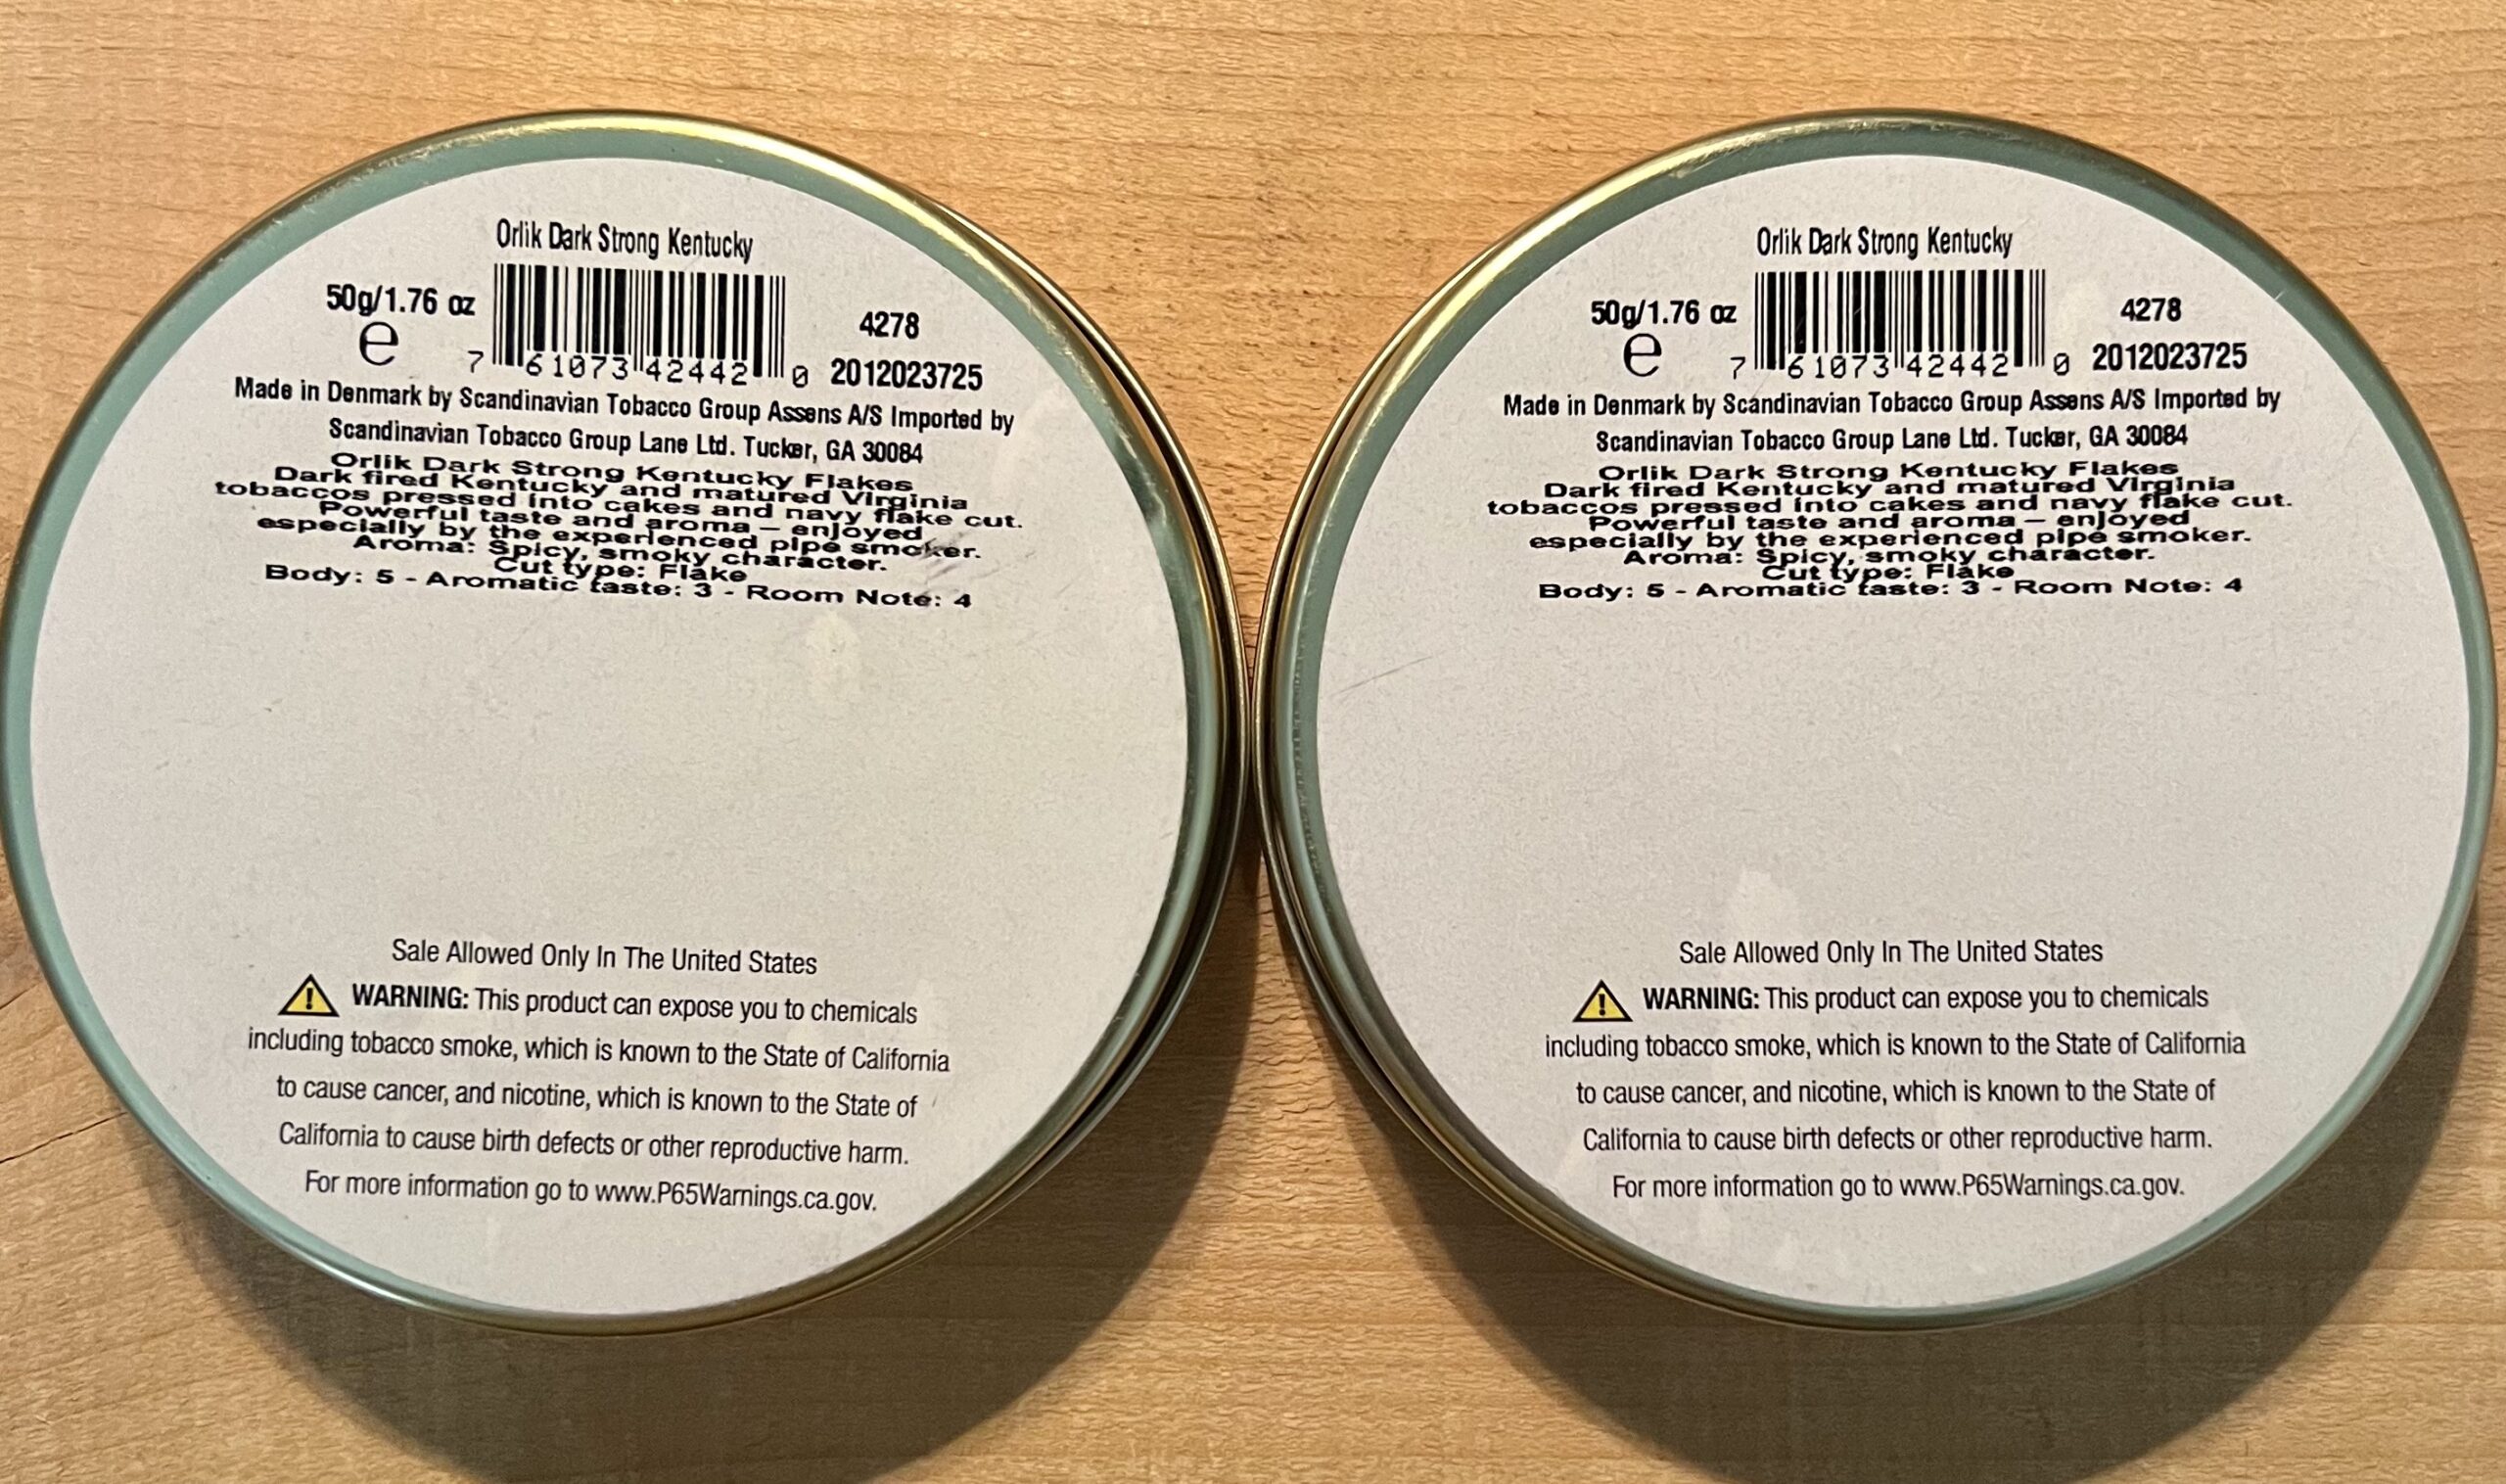 Orlik Dark Strong Kentucky
50g/1.76 oz
e
7 61073 42442 0
4278
2012023725
Made in Denmark by Scandinavian Tobacco Group Assens A/S Imported by
Scandinavian Tobacco Group Lane Ltd. Tucker, GA 30084
Orlik Dark Strong Kentucky Flakes
Dark fired Kentucky and matured Virginia
tobaccos pressed into cakes and navy flake cut.
Powerful taste and aroma – enjoyed
especially by the experienced pipe smoker.
Aroma: Spicy, smoky character.
Cut type: Flake
Body: 5 - Aromatic taste: 3 - Room Note: 4
Sale Allowed Only In The United States
WARNING: This product can expose you to chemicals
including tobacco smoke, which is known to the State of California
to cause cancer, and nicotine, which is known to the State of
California to cause birth defects or other reproductive harm.
For more information go to www.P65Warnings.ca.gov.
Orlik Dark Strong Kentucky
50g/1.76 oz
e
7 61073 42442 0
4278
2012023725
Made in Denmark by Scandinavian Tobacco Group Assens A/S Imported by
Scandinavian Tobacco Group Lane Ltd. Tucker, GA 30084
Orlik Dark Strong Kentucky Flakes
Dark fired Kentucky and matured Virginia
tobaccos pressed into cakes and navy flake cut.
Powerful taste and aroma – enjoyed
especially by the experienced pipe smoker.
Aroma: Spicy, smoky character.
Cut type: Flake
Body: 5 - Aromatic taste: 3 - Room Note: 4
Sale Allowed Only In The United States
WARNING: This product can expose you to chemicals
including tobacco smoke, which is known to the State of California
to cause cancer, and nicotine, which is known to the State of
California to cause birth defects or other reproductive harm.
For more information go to www.P65Warnings.ca.gov.